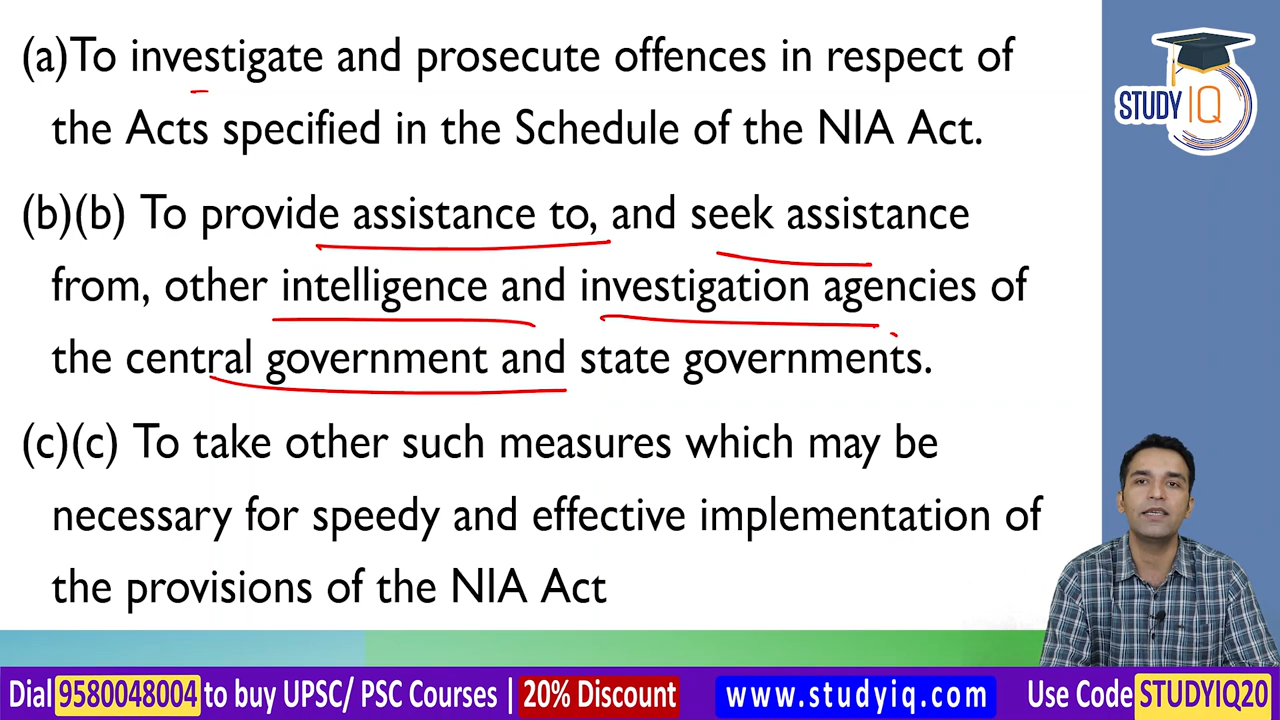 (a)To investigate and prosecute offences in respect of
the Acts specified in the Schedule of the NIA Act.
(b)(b) To provide assistance to, and seek assistance
from, other intelligence and investigation agencies of
the central government and state governments.
(c)(c) To take other such measures which may be
necessary for speedy and effective implementation of
the provisions of the NIA Act
STUDY IQ
Dial 9580048004 to buy UPSC/ PSC Courses | 20% Discount www.studyiq.com Use Code STUDYIQ20